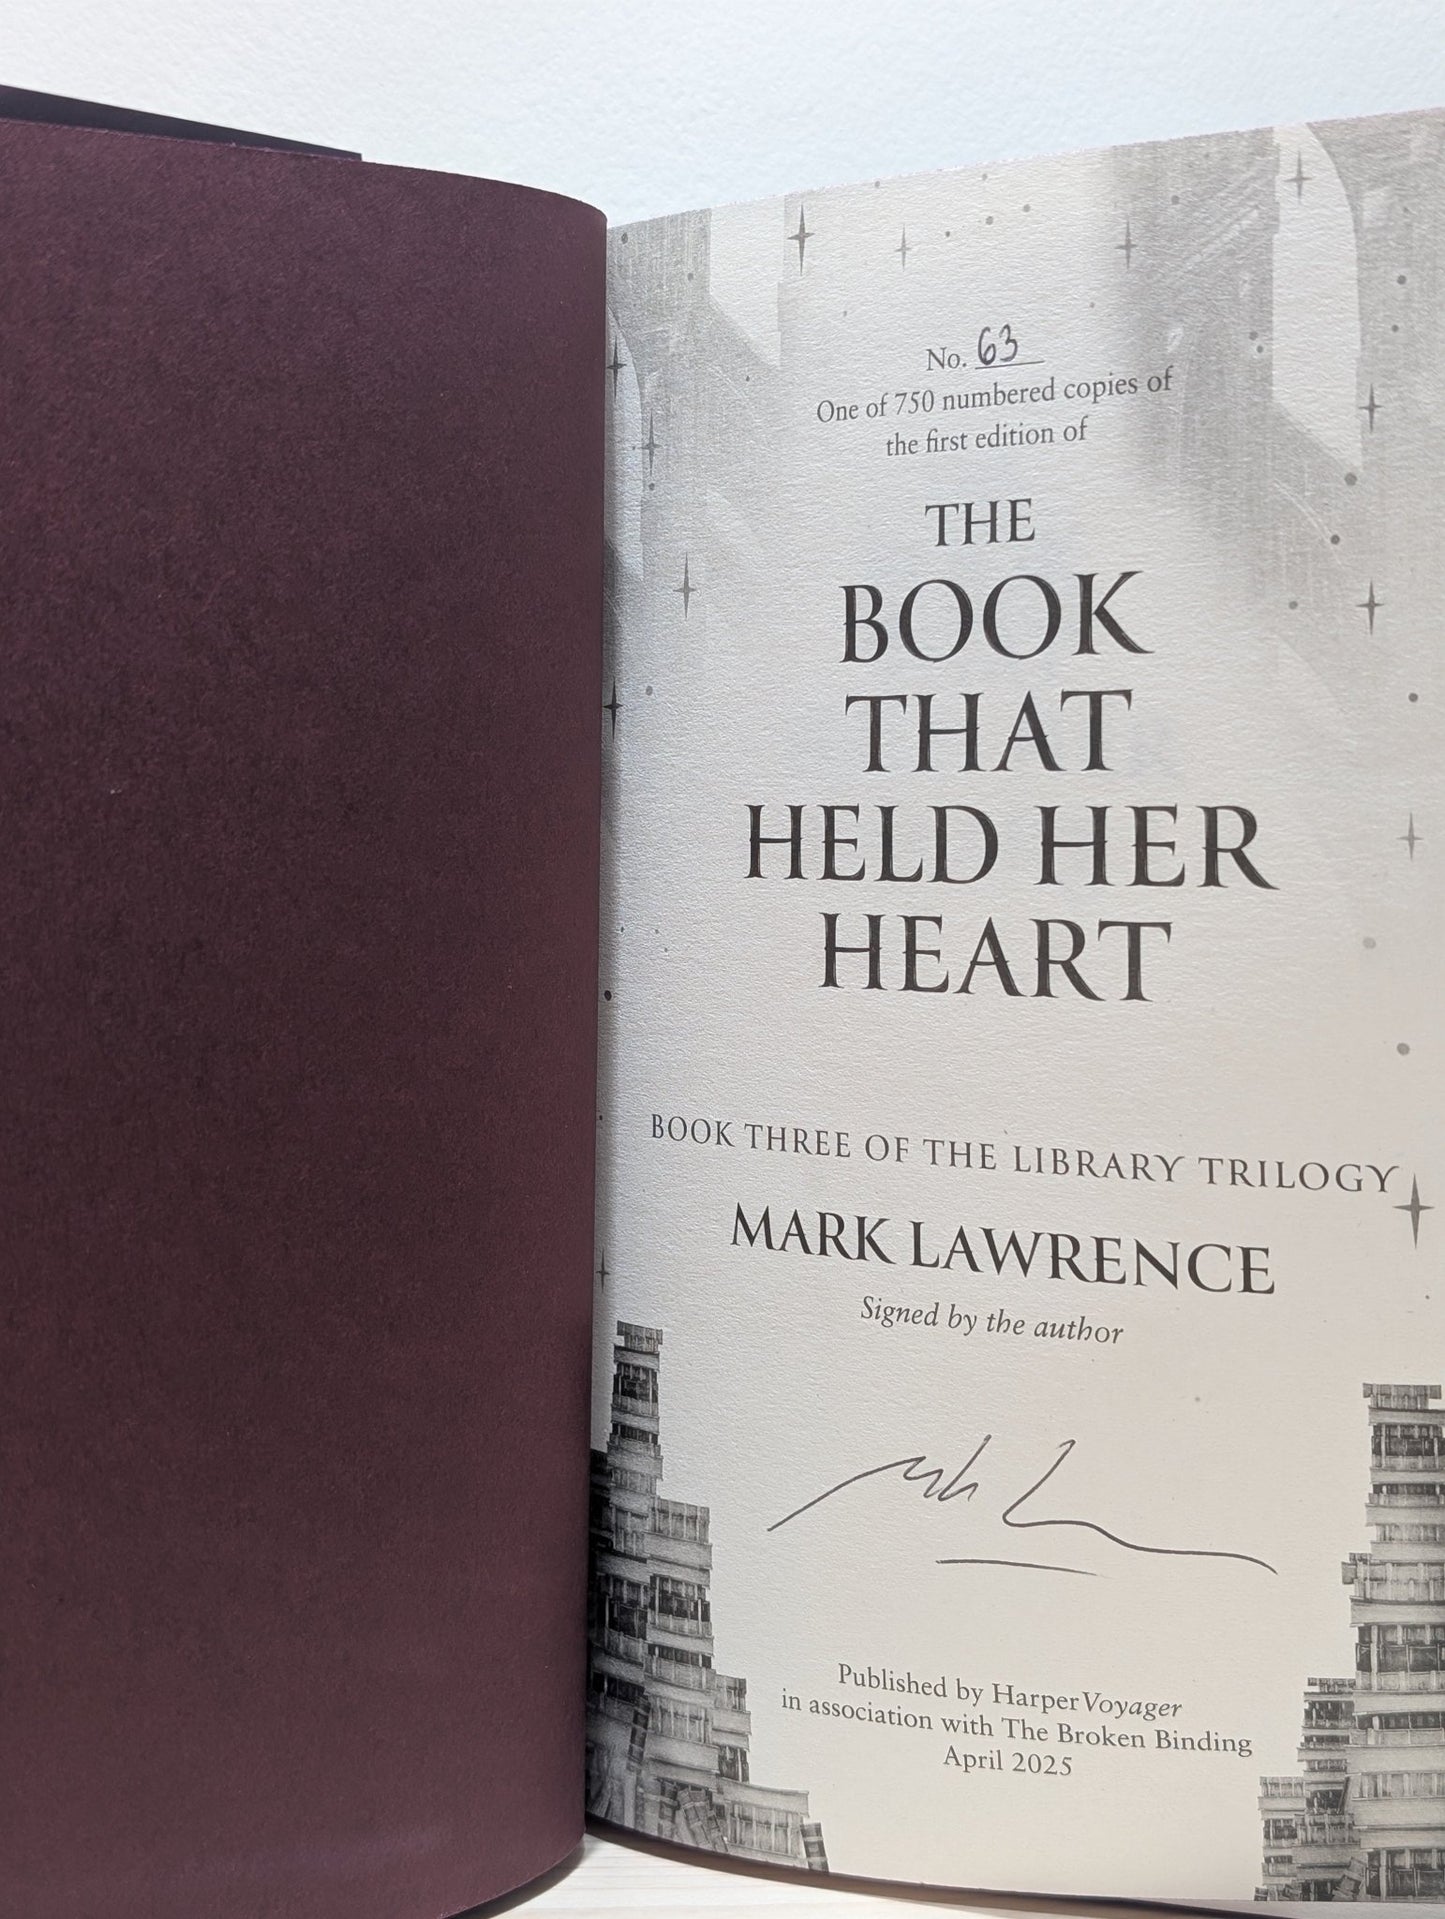 No. 63
One of 750 numbered copies of
the first edition of
THE
BOOK
THAT
HELD HER
HEART
BOOK THREE OF THE LIBRARY TRILOGY
MARK LAWRENCE
Signed by the author
Published by HarperVoyager
in association with The Broken Binding
April 2025